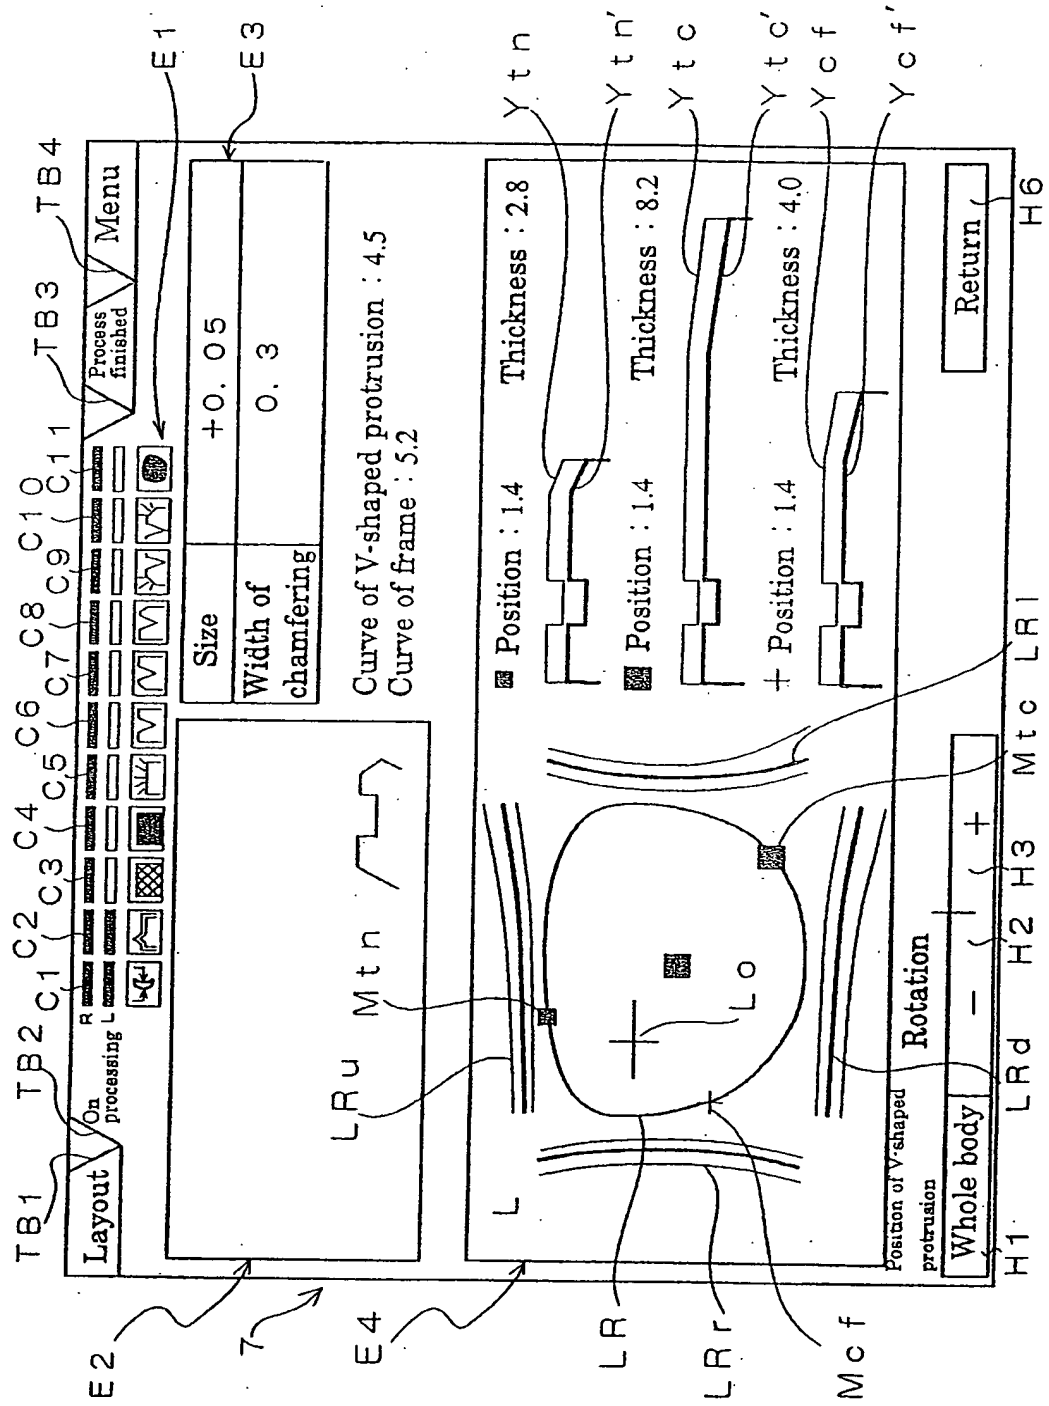 TB1 TB2 C1 C2 C3 C4 C5 C6 C7 C8 C9 C10 C11 TB3 TB4
Layout
On
processing
R
L
Process
finished
Menu
E1
E2
E3
Size +0.05
Width of
chamfering
0.3
Curve of V-shaped protrusion : 4.5
Curve of frame : 5.2
7
E4
LRu
Mtn
L
Lo
Position : 1.4 Thickness : 2.8
Ytn
Ytn'
Position : 1.4 Thickness : 8.2
Ytc
Ytc'
+ Position : 1.4 Thickness : 4.0
Ycf
Ycf'
LR
LRr
Mcf
LRl
Mtc
Position of V-shaped
protrusion
Rotation
Whole body
− +
Return
H1 LRd H2 H3 H6